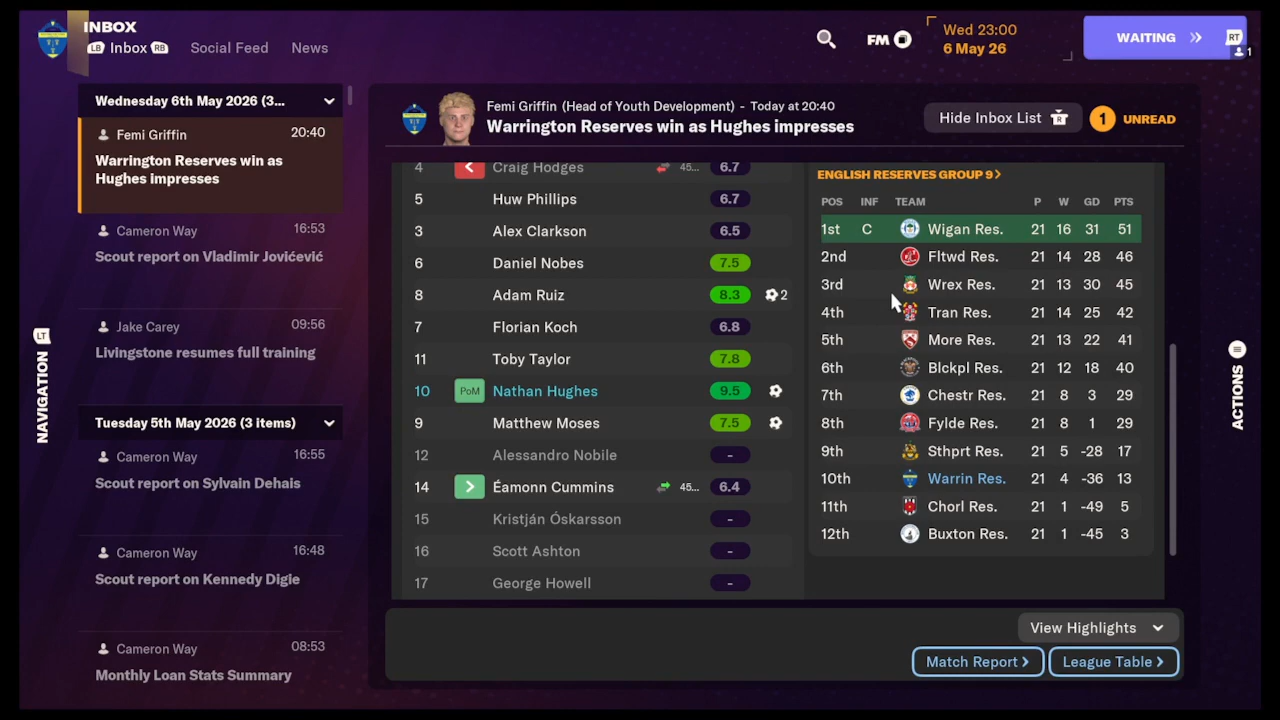 INBOX
LB Inbox RB Social Feed News
FM
Wed 23:00
6 May 26
WAITING
RT
1
Wednesday 6th May 2026 (3...
Femi Griffin 20:40
Warrington Reserves win as
Hughes impresses
Cameron Way 16:53
Scout report on Vladimir Jovićević
Jake Carey 09:56
Livingstone resumes full training
Tuesday 5th May 2026 (3 items)
Cameron Way 16:55
Scout report on Sylvain Dehais
Cameron Way 16:48
Scout report on Kennedy Digie
Cameron Way 08:53
Monthly Loan Stats Summary
LT
NAVIGATION
Femi Griffin (Head of Youth Development) - Today at 20:40
Warrington Reserves win as Hughes impresses
Hide Inbox List R
1 UNREAD
4 Craig Hodges 45... 6.7
5 Huw Phillips 6.7
3 Alex Clarkson 6.5
6 Daniel Nobes 7.5
8 Adam Ruiz 8.3 2
7 Florian Koch 6.8
11 Toby Taylor 7.8
10 PoM Nathan Hughes 9.5
9 Matthew Moses 7.5
12 Alessandro Nobile -
14 Éamonn Cummins 45... 6.4
15 Kristján Óskarsson -
16 Scott Ashton -
17 George Howell -
ENGLISH RESERVES GROUP 9
POS INF TEAM P W GD PTS
1st C Wigan Res. 21 16 31 51
2nd Fltwd Res. 21 14 28 46
3rd Wrex Res. 21 13 30 45
4th Tran Res. 21 14 25 42
5th More Res. 21 13 22 41
6th Blckpl Res. 21 12 18 40
7th Chestr Res. 21 8 3 29
8th Fylde Res. 21 8 1 29
9th Sthprt Res. 21 5 -28 17
10th Warrin Res. 21 4 -36 13
11th Chorl Res. 21 1 -49 5
12th Buxton Res. 21 1 -45 3
View Highlights
Match Report
League Table
ACTIONS